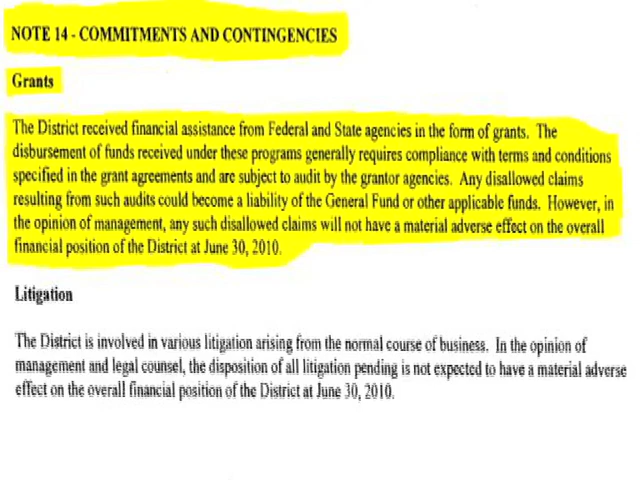 NOTE 14 - COMMITMENTS AND CONTINGENCIES
Grants
The District received financial assistance from Federal and State agencies in the form of grants. The
disbursement of funds received under these programs generally requires compliance with terms and conditions
specified in the grant agreements and are subject to audit by the grantor agencies. Any disallowed claims
resulting from such audits could become a liability of the General Fund or other applicable funds. However, in
the opinion of management, any such disallowed claims will not have a material adverse effect on the overall
financial position of the District at June 30, 2010.
Litigation
The District is involved in various litigation arising from the normal course of business. In the opinion of
management and legal counsel, the disposition of all litigation pending is not expected to have a material adverse
effect on the overall financial position of the District at June 30, 2010.